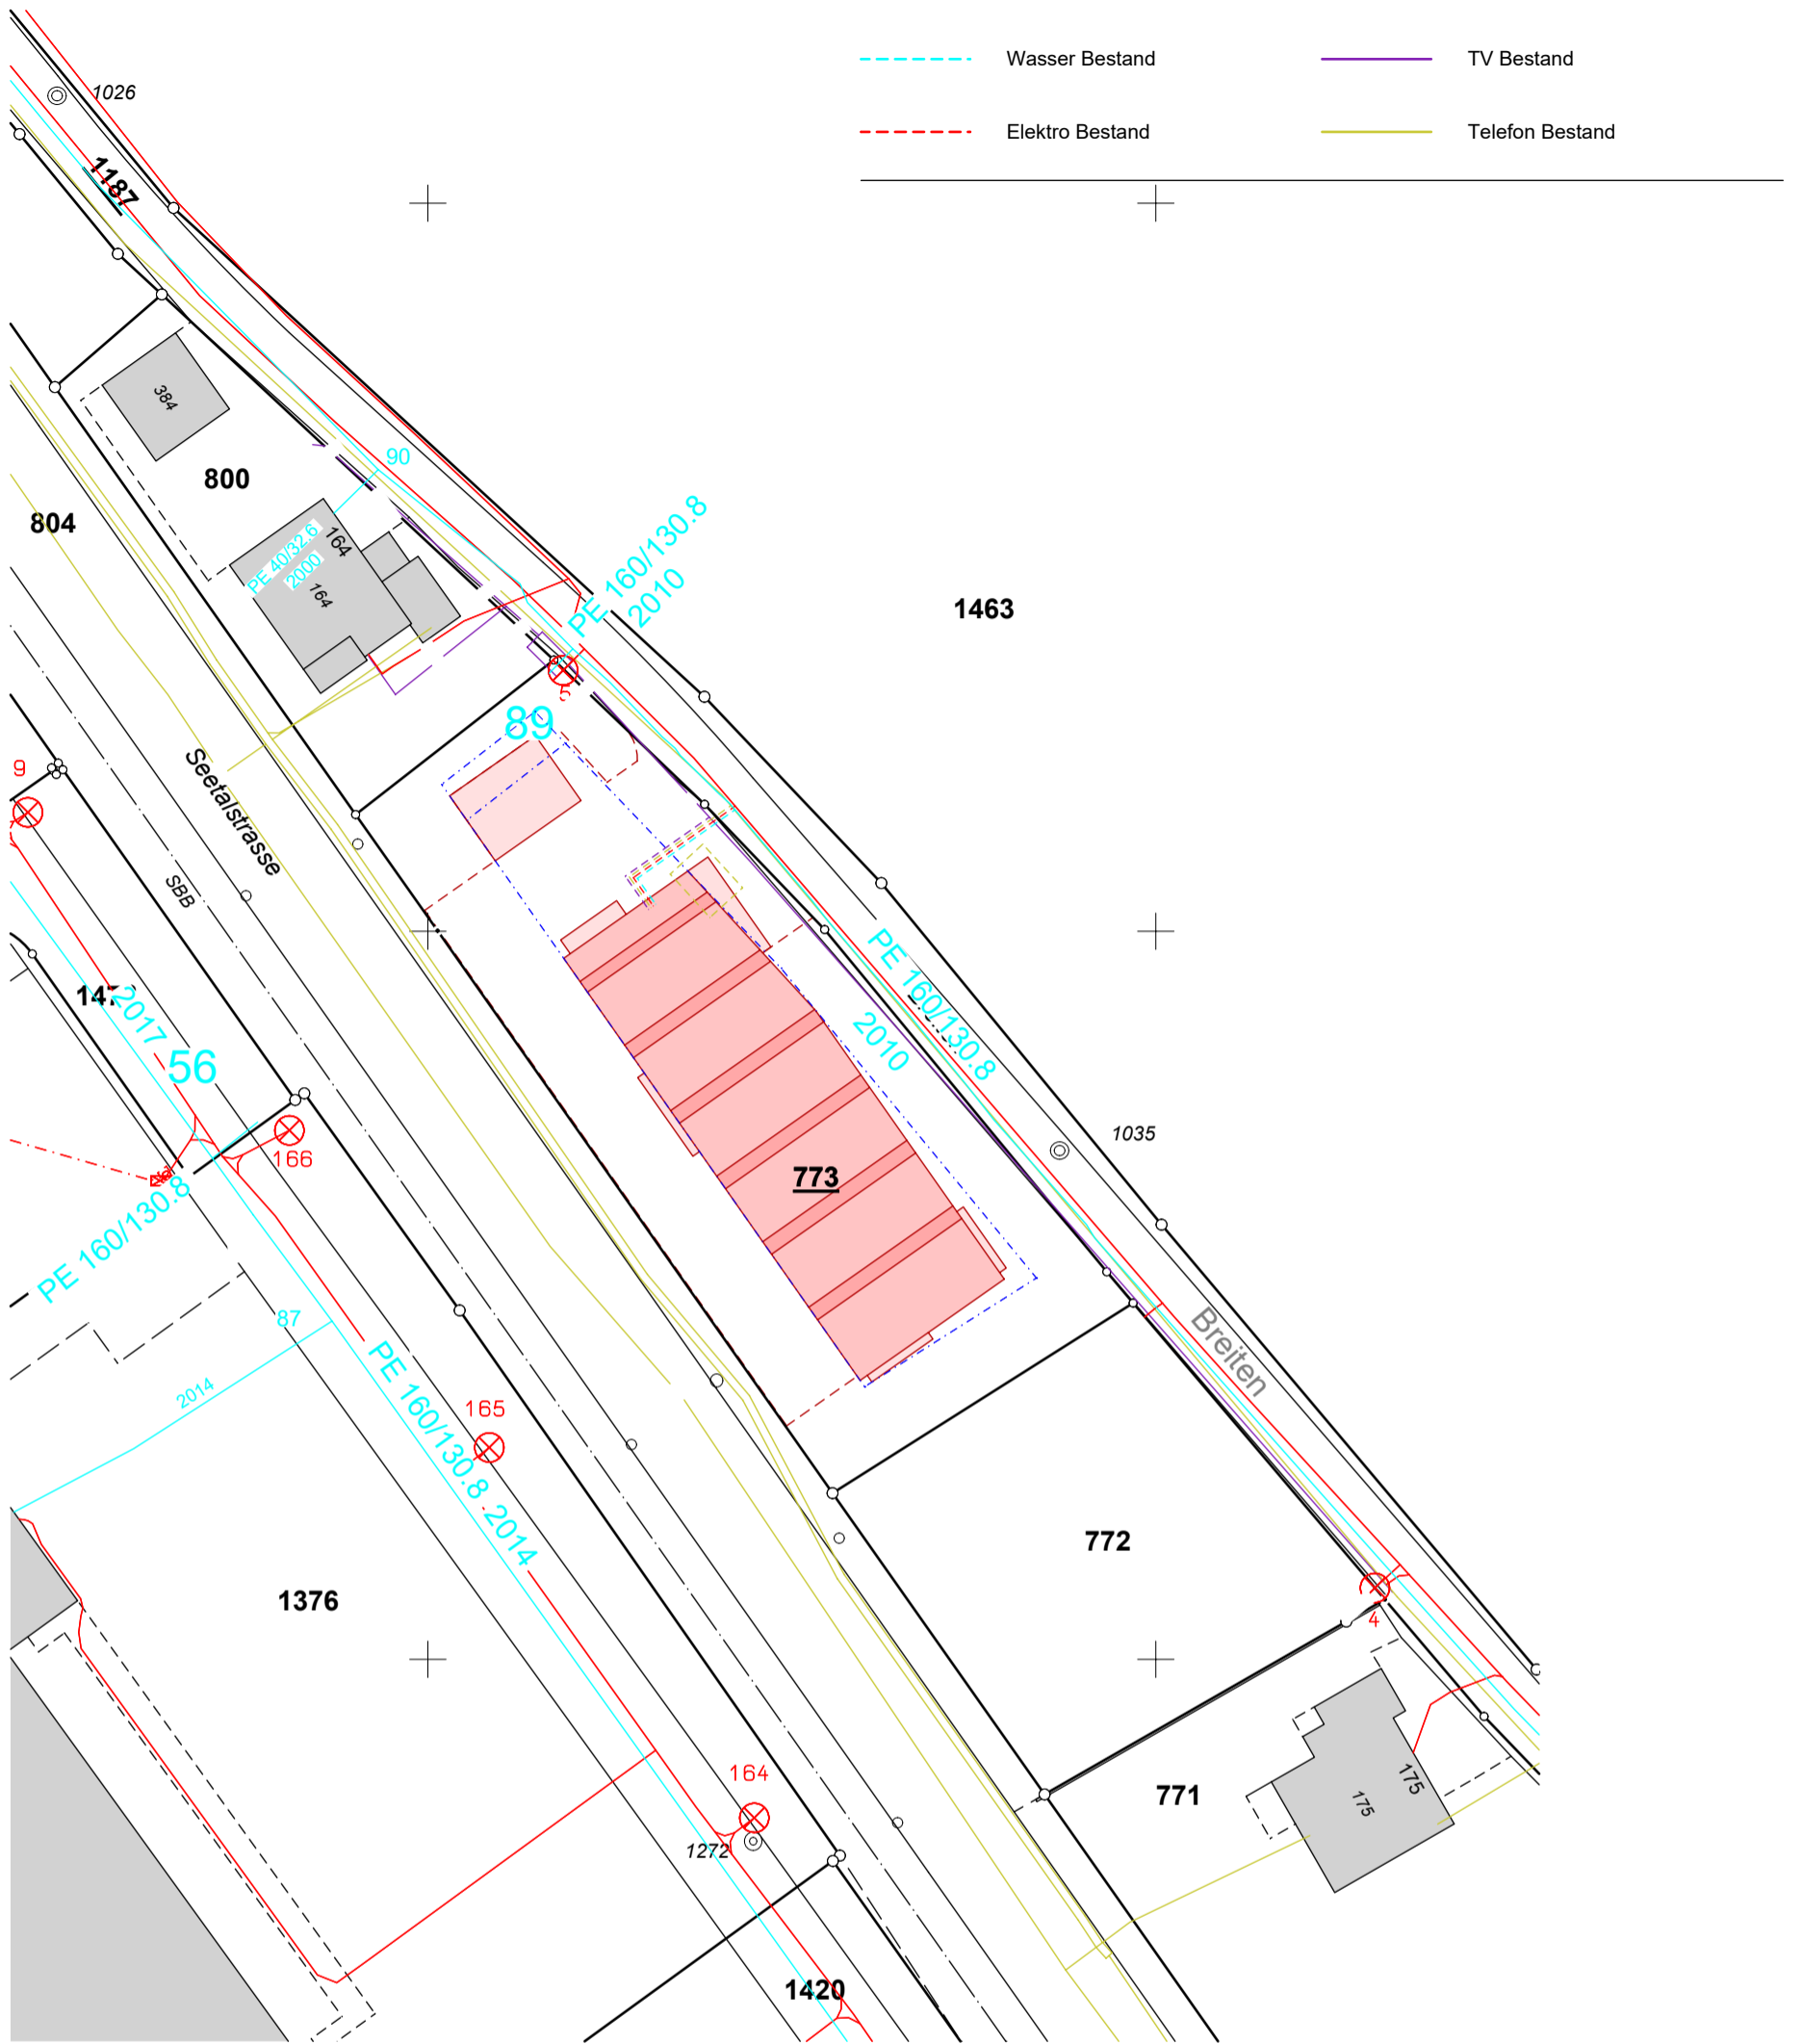 Wasser Bestand
TV Bestand
Elektro Bestand
Telefon Bestand
1026
1187
384
90
800
804
PE 160/130.8
2010
164
PE 40/32.6
2000
164
1463
5
89
9
Seetalstrasse
SBB
PE 160/130.8
2010
2017
56
1035
166
773
PE 160/130.8
87
Breiten
2014
165
PE 160/130.8 2014
772
1376
4
164
771
175
175
1272
1420